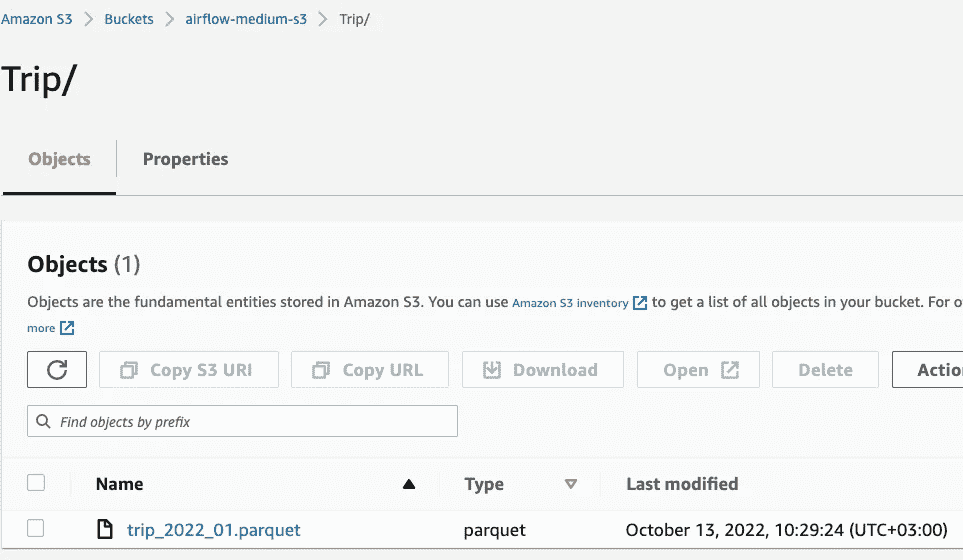 Amazon S3 > Buckets > airflow-medium-s3 > Trip/
Trip/
Objects Properties
Objects (1)
Objects are the fundamental entities stored in Amazon S3. You can use Amazon S3 inventory to get a list of all objects in your bucket. For o
more
Copy S3 URI Copy URL Download Open Delete Actio
Find objects by prefix
Name Type Last modified
trip_2022_01.parquet parquet October 13, 2022, 10:29:24 (UTC+03:00)